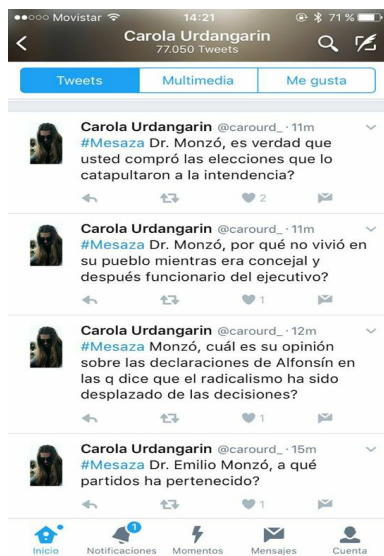 Movistar 14:21 71 %
Carola Urdangarin
77.050 Tweets
Tweets Multimedia Me gusta
Carola Urdangarin @carourd_ · 11m
#Mesaza Dr. Monzó, es verdad que
usted compró las elecciones que lo
catapultaron a la intendencia?
2
Carola Urdangarin @carourd_ · 11m
#Mesaza Dr. Monzó, por qué no vivió en
su pueblo mientras era concejal y
después funcionario del ejecutivo?
1
Carola Urdangarin @carourd_ · 12m
#Mesaza Monzó, cuál es su opinión
sobre las declaraciones de Alfonsín en
las q dice que el radicalismo ha sido
desplazado de las decisiones?
1
Carola Urdangarin @carourd_ · 15m
#Mesaza Dr. Emilio Monzó, a qué
partidos ha pertenecido?
1
1
Inicio Notificaciones Momentos Mensajes Cuenta